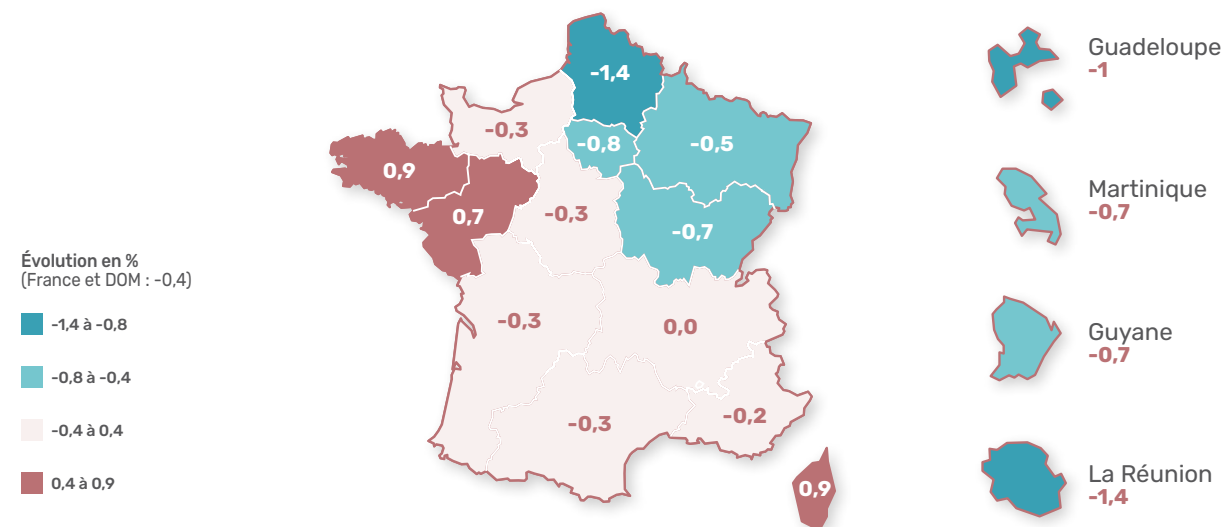 Évolution en %
(France et DOM : -0,4)
-1,4 à -0,8
-0,8 à -0,4
-0,4 à 0,4
0,4 à 0,9
-1,4
-0,3
-0,8
-0,5
0,9
0,7
-0,3
-0,7
-0,3
0,0
-0,3
-0,2
0,9
Guadeloupe
-1
Martinique
-0,7
Guyane
-0,7
La Réunion
-1,4